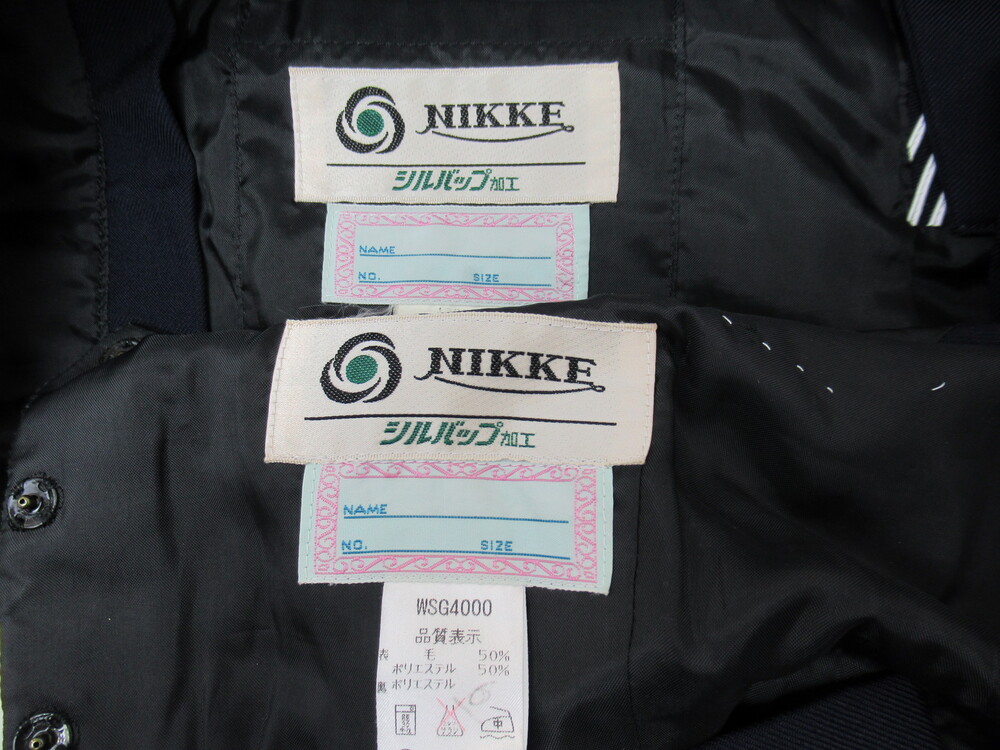 NIKKE
シルバップ加工
NAME
NO. SIZE
NIKKE
シルバップ加工
NAME
NO. SIZE
WSG4000
品質表示
表 毛 50%
ポリエステル 50%
裏 ポリエステル
中